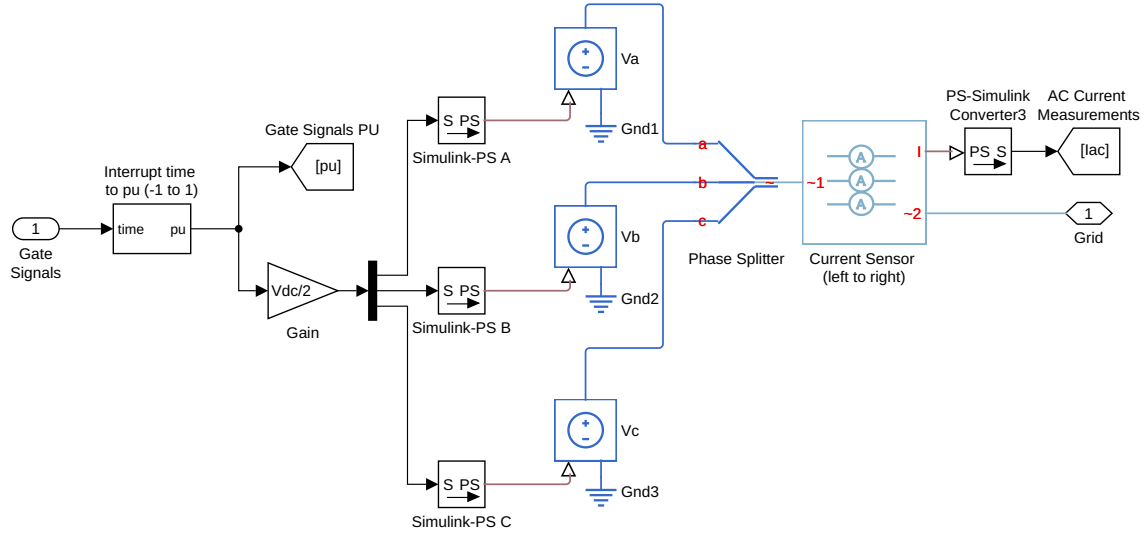 1
Gate
Signals
Interrupt time
to pu (-1 to 1)
time pu
Gate Signals PU
[pu]
Vdc/2
Gain
S PS
Simulink-PS A
S PS
Simulink-PS B
S PS
Simulink-PS C
+
−
Va
Gnd1
+
−
Vb
Gnd2
+
−
Vc
Gnd3
a
b
c
~
Phase Splitter
A
A
A
~1
I
~2
Current Sensor
(left to right)
PS-Simulink
Converter3
PS S
AC Current
Measurements
[Iac]
1
Grid